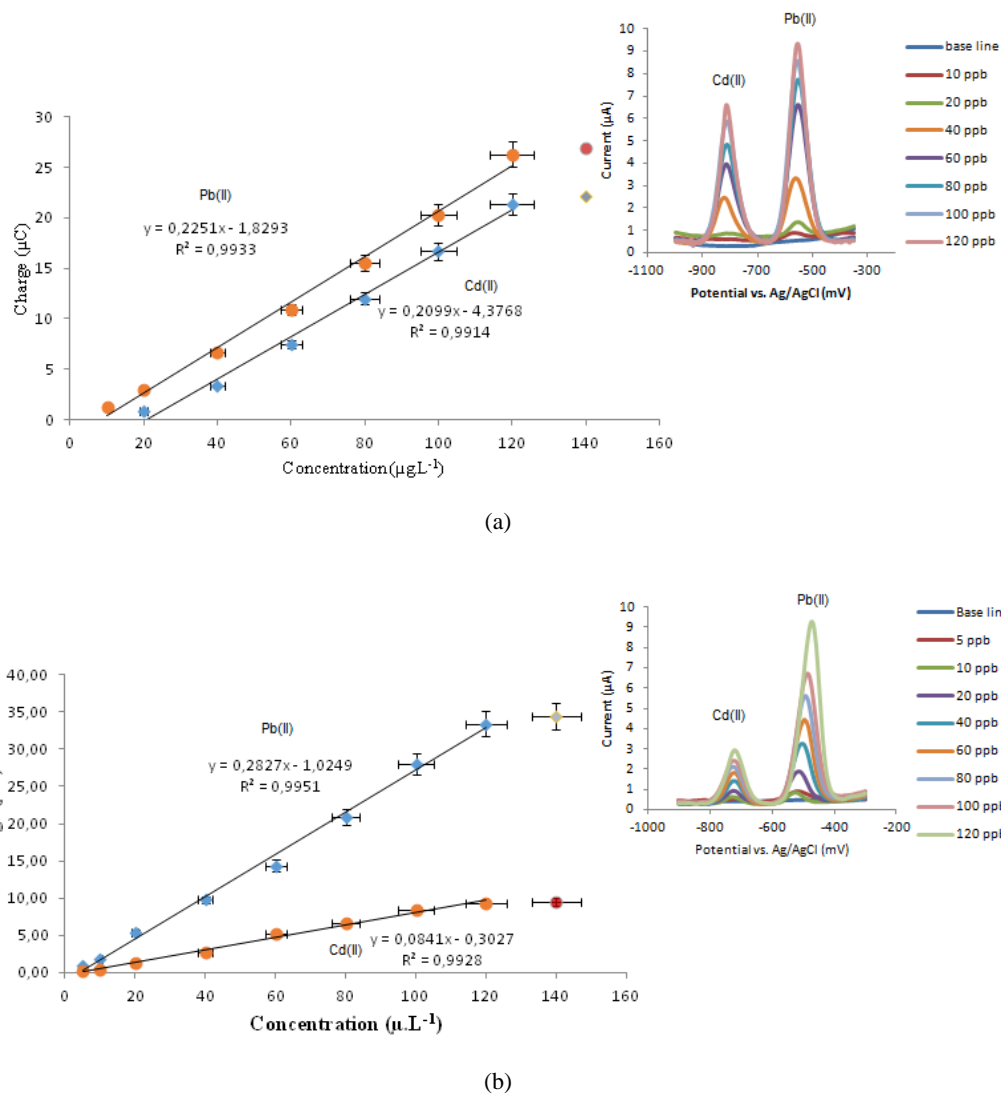 Pb(II)
Cd(II)
10
9
8
7
6
5
4
3
2
1
0
Current (µA)
-1100 -900 -700 -500 -300
Potential vs. Ag/AgCl (mV)
base line
10 ppb
20 ppb
40 ppb
60 ppb
80 ppb
100 ppb
120 ppb
30
25
20
15
10
5
0
Charge (µC)
Pb(II)
y = 0,2251x - 1,8293
R² = 0,9933
Cd(II)
y = 0,2099x - 4,3768
R² = 0,9914
0 20 40 60 80 100 120 140 160
Concentration (µg.L⁻¹)
(a)
Pb(II)
Cd(II)
10
9
8
7
6
5
4
3
2
1
0
Current (µA)
-1000 -800 -600 -400 -200
Potential vs. Ag/AgCl (mV)
Base lin
5 ppb
10 ppb
20 ppb
40 ppb
60 ppb
80 ppb
100 ppb
120 ppb
40,00
35,00
30,00
25,00
20,00
15,00
10,00
5,00
0,00
Pb(II)
y = 0,2827x - 1,0249
R² = 0,9951
y = 0,0841x - 0,3027
Cd(II)
R² = 0,9928
0 20 40 60 80 100 120 140 160
Concentration (µ.L⁻¹)
(b)